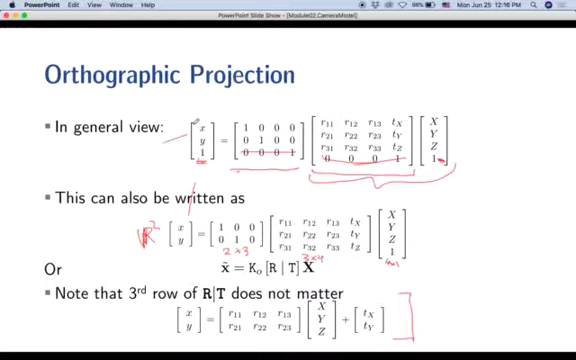 PowerPoint File Edit View Window Help 66% Mon Jun 25 12:16 PM
PowerPoint Slide Show - [Module02.CameraModel]
Orthographic Projection
▪ In general view:
[x y 1] = [1 0 0 0; 0 1 0 0; 0 0 0 1] [r11 r12 r13 tX; r21 r22 r23 tY; r31 r32 r33 tZ; 0 0 0 1] [X Y Z 1]
▪ This can also be written as
R² [x y] = [1 0 0; 0 1 0] [r11 r12 r13 tX; r21 r22 r23 tY; r31 r32 r33 tZ] [X Y Z 1]
2×3 3×4 4×1
Or x̃ = Ko [R | T] X̃
▪ Note that 3rd row of R|T does not matter
[x y] = [r11 r12 r13; r21 r22 r23] [X Y Z] + [tX tY]